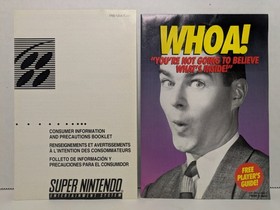 CONSUMER INFORMATION
AND PRECAUTIONS BOOKLET
RENSEIGNEMENTS ET AVERTISSEMENTS
À L'INTENTION DES CONSOMMATEURS
FOLLETO DE INFORMACIÓN Y
PRECAUCIONES PARA EL CONSUMIDOR
SUPER NINTENDO
ENTERTAINMENT SYSTEM
WHOA!
"YOU'RE NOT GOING TO BELIEVE
WHAT'S INSIDE!"
FREE
PLAYER'S
GUIDE!